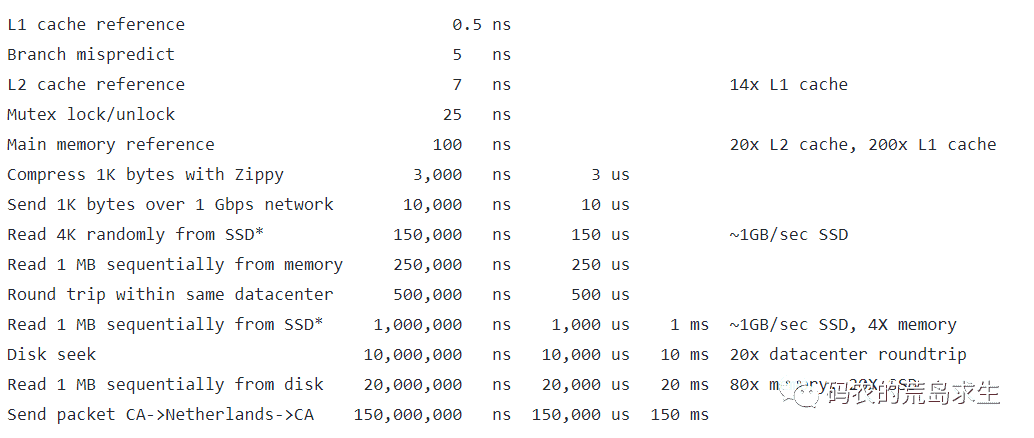 L1 cache reference 0.5 ns
Branch mispredict 5 ns
L2 cache reference 7 ns 14x L1 cache
Mutex lock/unlock 25 ns
Main memory reference 100 ns 20x L2 cache, 200x L1 cache
Compress 1K bytes with Zippy 3,000 ns 3 us
Send 1K bytes over 1 Gbps network 10,000 ns 10 us
Read 4K randomly from SSD* 150,000 ns 150 us ~1GB/sec SSD
Read 1 MB sequentially from memory 250,000 ns 250 us
Round trip within same datacenter 500,000 ns 500 us
Read 1 MB sequentially from SSD* 1,000,000 ns 1,000 us 1 ms ~1GB/sec SSD, 4X memory
Disk seek 10,000,000 ns 10,000 us 10 ms 20x datacenter roundtrip
Read 1 MB sequentially from disk 20,000,000 ns 20,000 us 20 ms 80x memory, 20X SSD
码农的荒岛求生
Send packet CA->Netherlands->CA 150,000,000 ns 150,000 us 150 ms